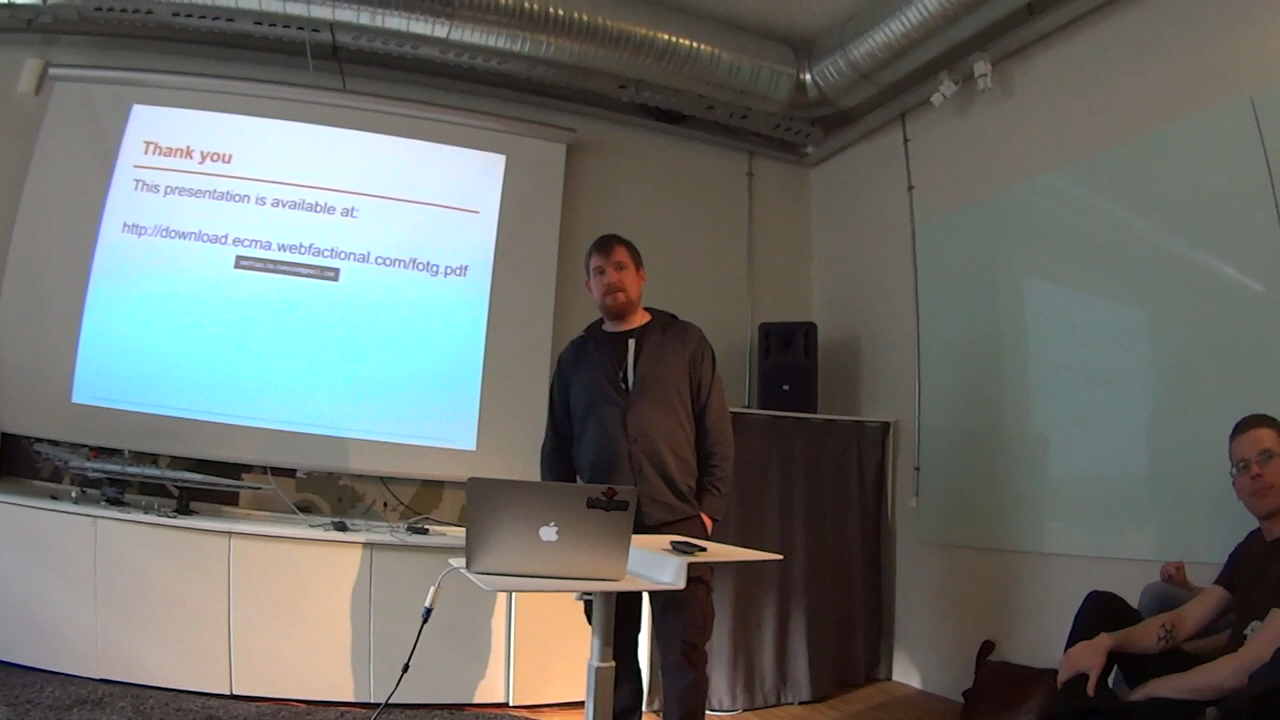 Thank you
This presentation is available at:
http://download.ecma.webfactional.com/fotg.pdf